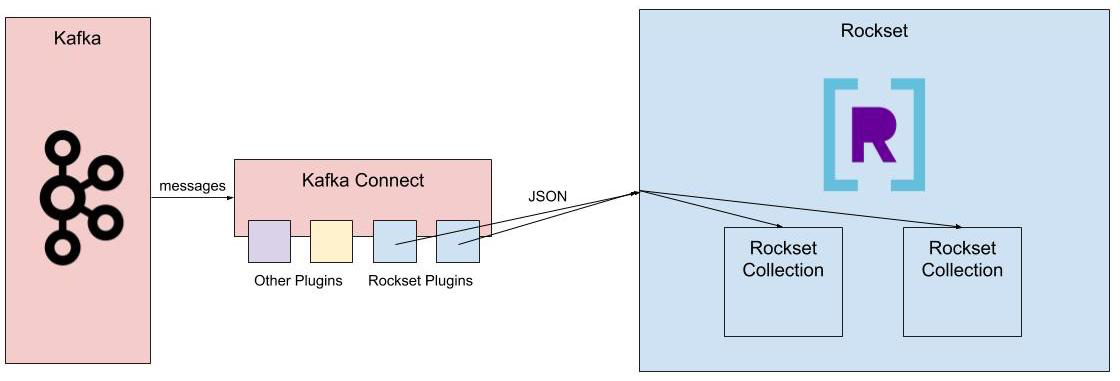 Kafka
messages
Kafka Connect
Other Plugins
Rockset Plugins
JSON
Rockset
R
Rockset
Collection
Rockset
Collection